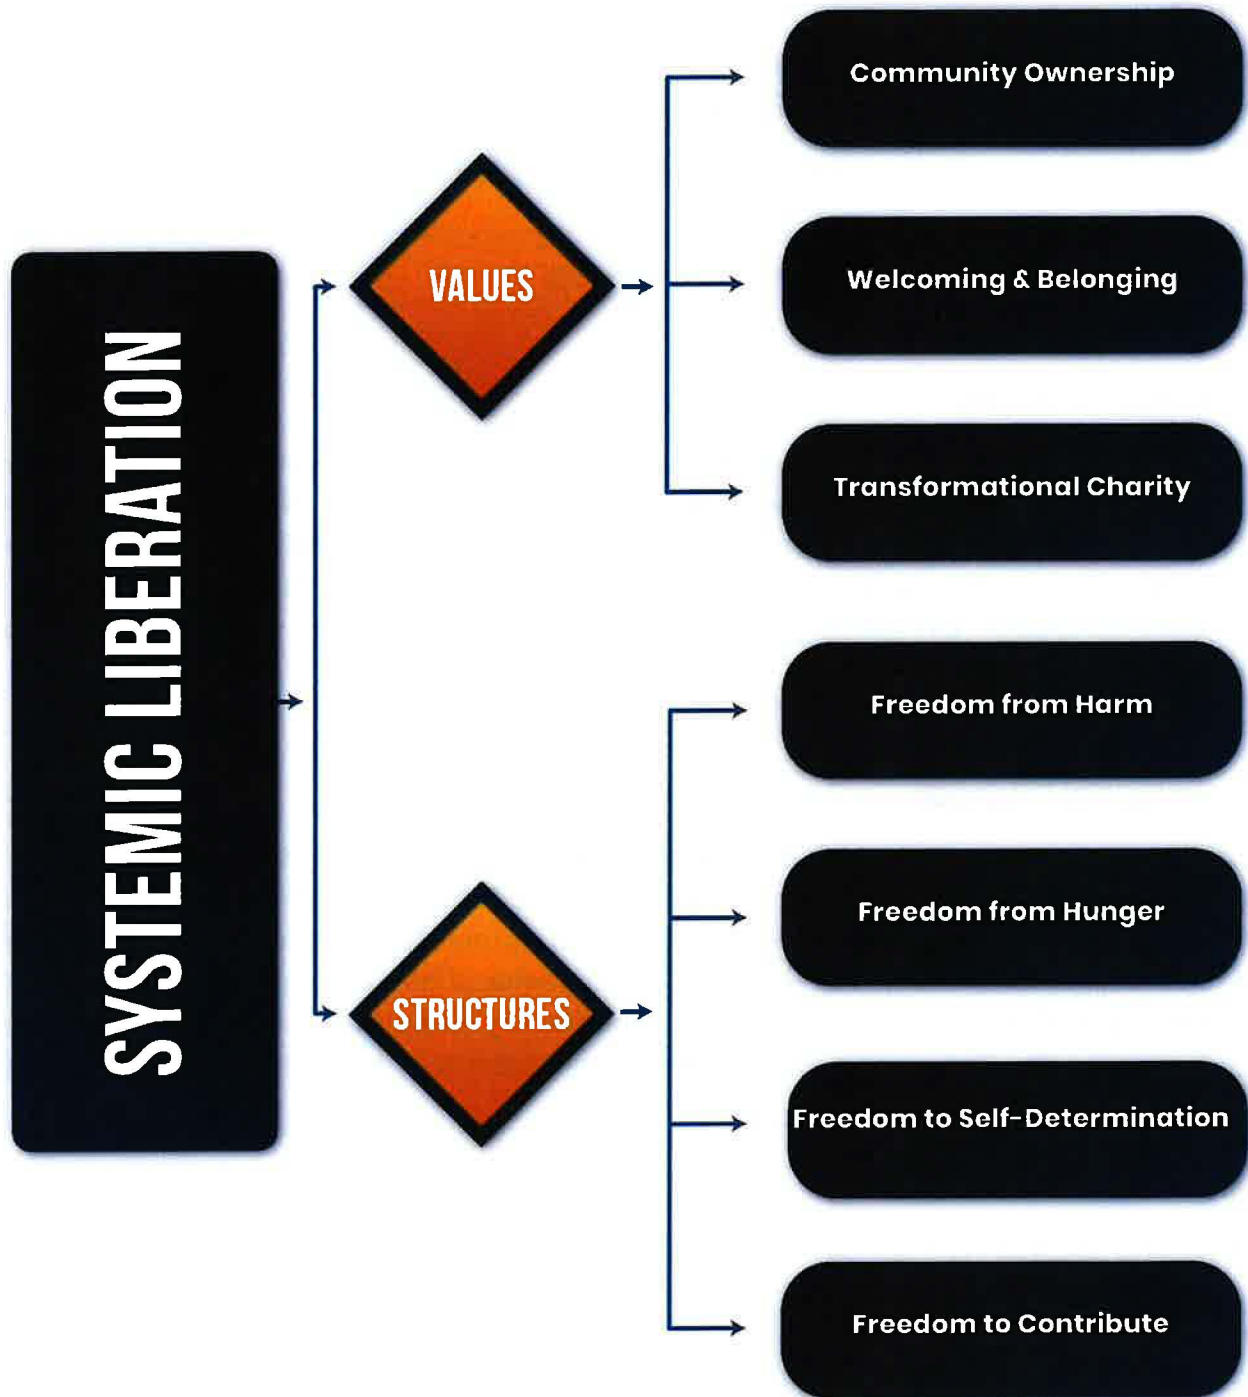 SYSTEMIC LIBERATION
VALUES
Community Ownership
Welcoming & Belonging
Transformational Charity
STRUCTURES
Freedom from Harm
Freedom from Hunger
Freedom to Self-Determination
Freedom to Contribute